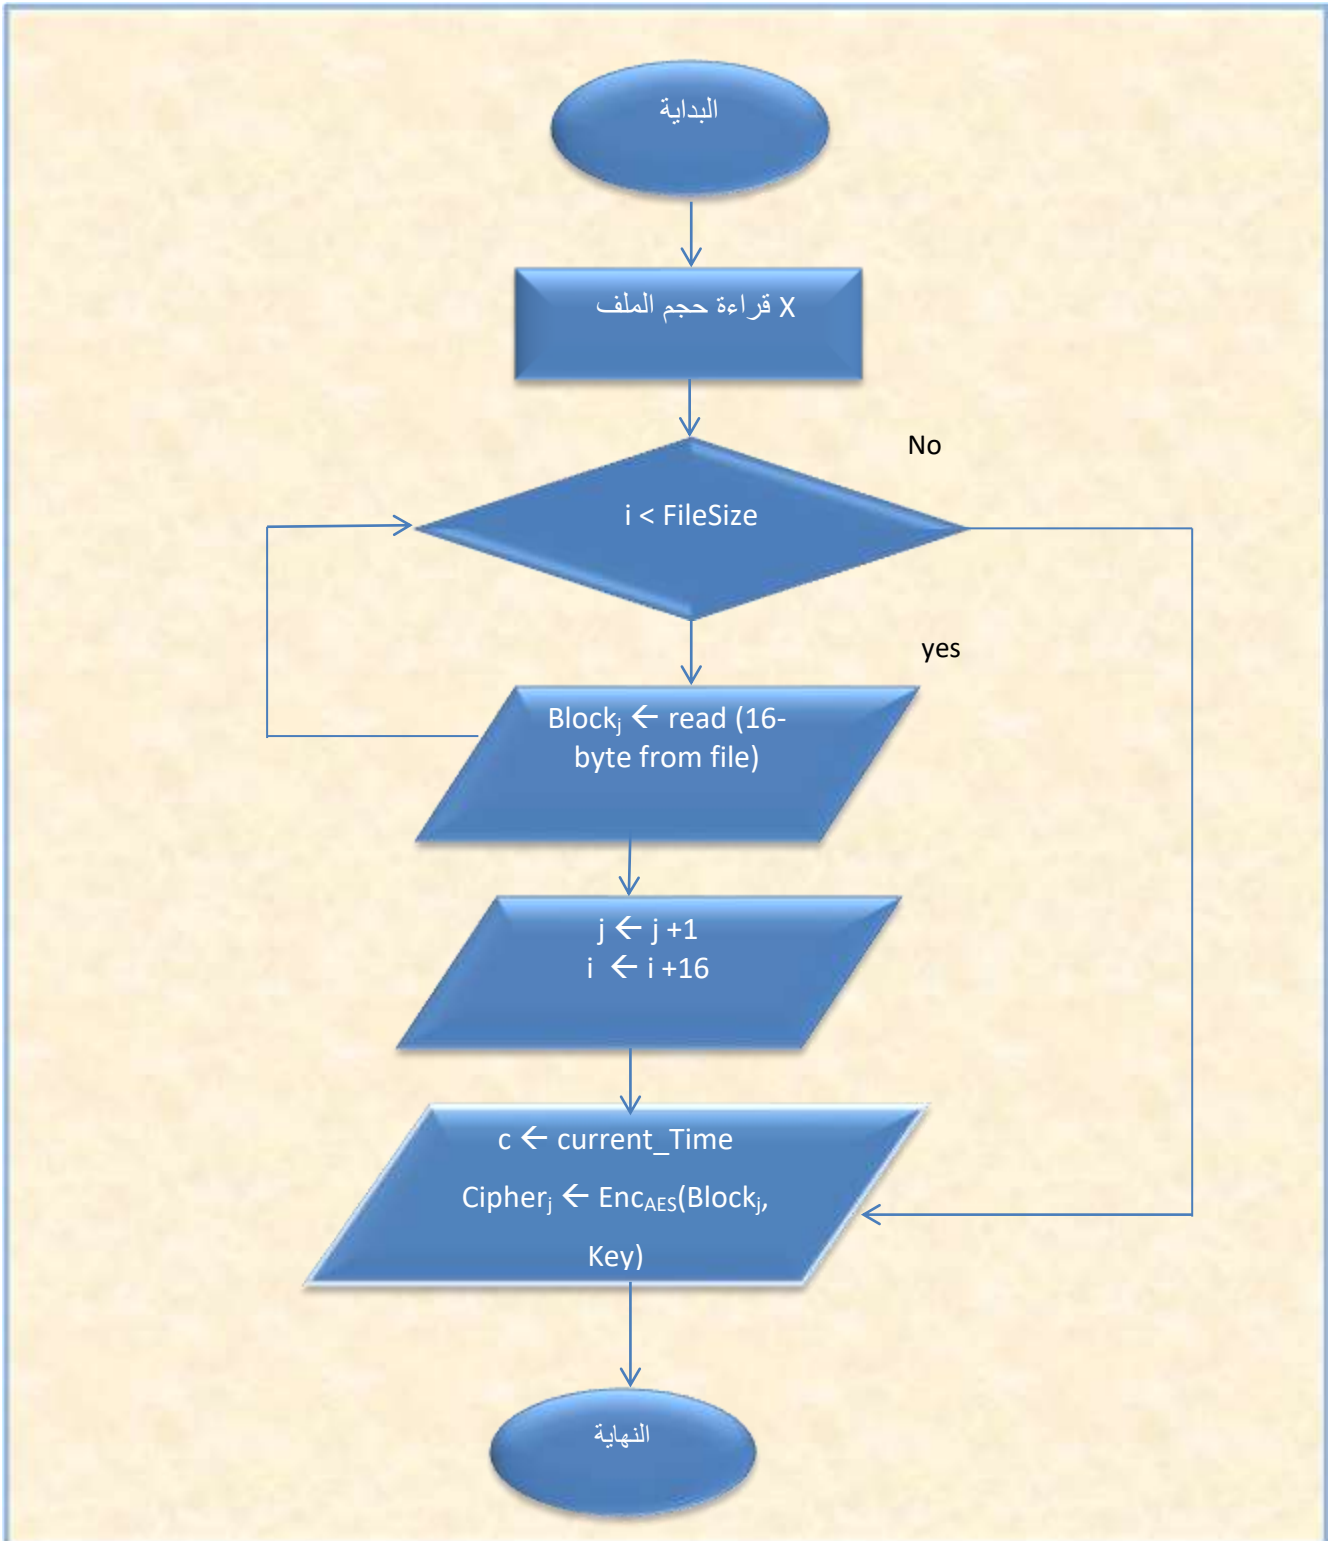 البداية
قراءة حجم الملف X
No
i < FileSize
yes
Blockⱼ ← read (16-
byte from file)
j ← j +1
i ← i +16
c ← current_Time
Cipherⱼ ← Enc_AES(Blockⱼ,
Key)
النهاية